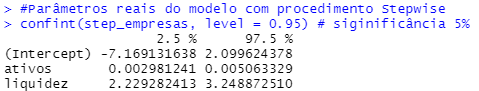 > #Parâmetros reais do modelo com procedimento Stepwise
> confint(step_empresas, level = 0.95) # siginificância 5%
2.5 % 97.5 %
(Intercept) -7.169131638 2.099624378
ativos 0.002981241 0.005063329
liquidez 2.229282413 3.248872510